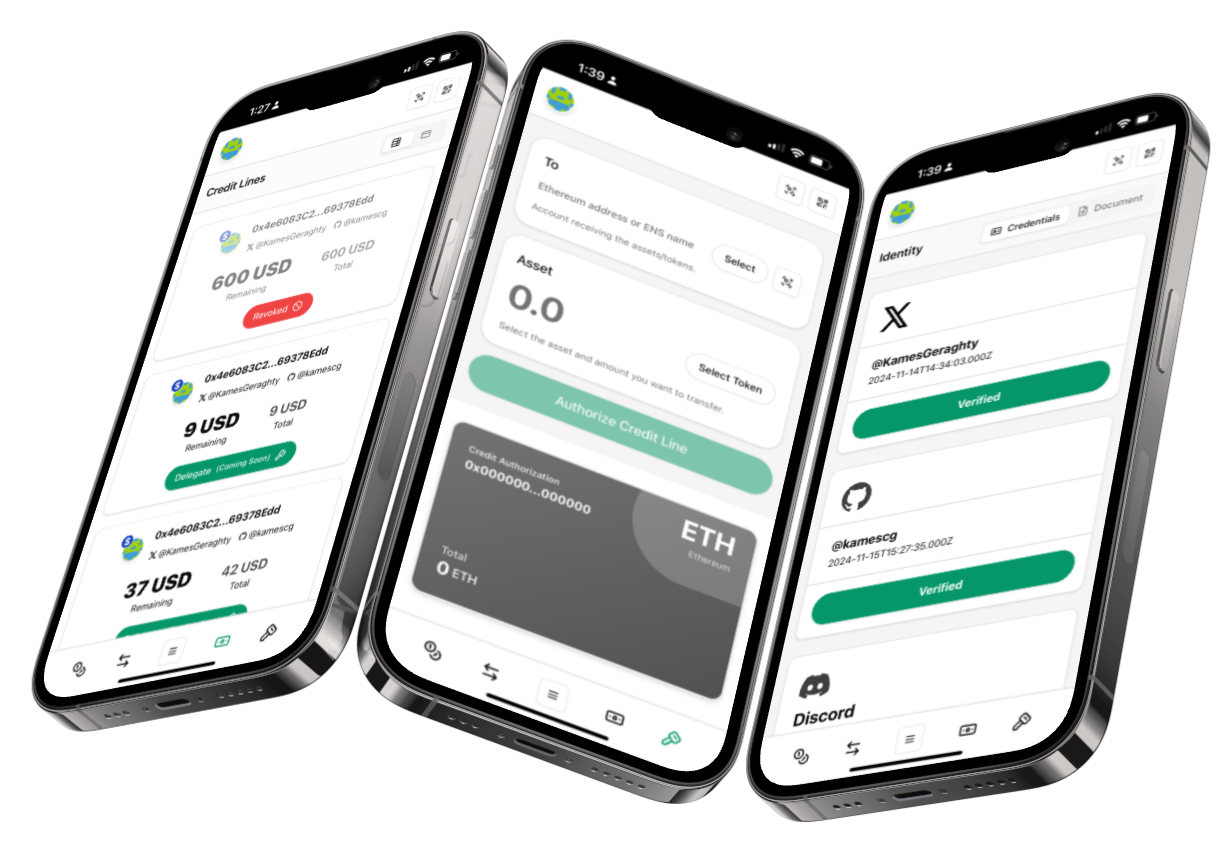 1:27
Credit Lines
0x4e6083C2...69378Edd
@KamesGeraghty @kamescg
600 USD
Remaining
600 USD
Total
Revoked
0x4e6083C2...69378Edd
@KamesGeraghty @kamescg
9 USD
Remaining
9 USD
Total
Delegate (Coming Soon)
0x4e6083C2...69378Edd
@KamesGeraghty @kamescg
37 USD
Remaining
42 USD
Total
1:39
To
Ethereum address or ENS name
Account receiving the assets/tokens.
Select
Asset
0.0
Select the asset and amount you want to transfer.
Select Token
Authorize Credit Line
Credit Authorization
0x000000...000000
ETH
Ethereum
Total
0 ETH
1:39
Identity
Credentials
Document
@KamesGeraghty
2024-11-14T14:34:03.000Z
Verified
@kamescg
2024-11-15T15:27:35.000Z
Verified
Discord